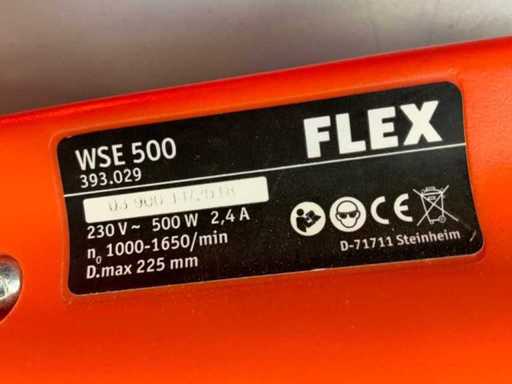 FLEX
WSE 500
393.029
230 V~ 500 W 2,4 A
n₀ 1000-1650/min
D.max 225 mm
CE
D-71711 Steinheim